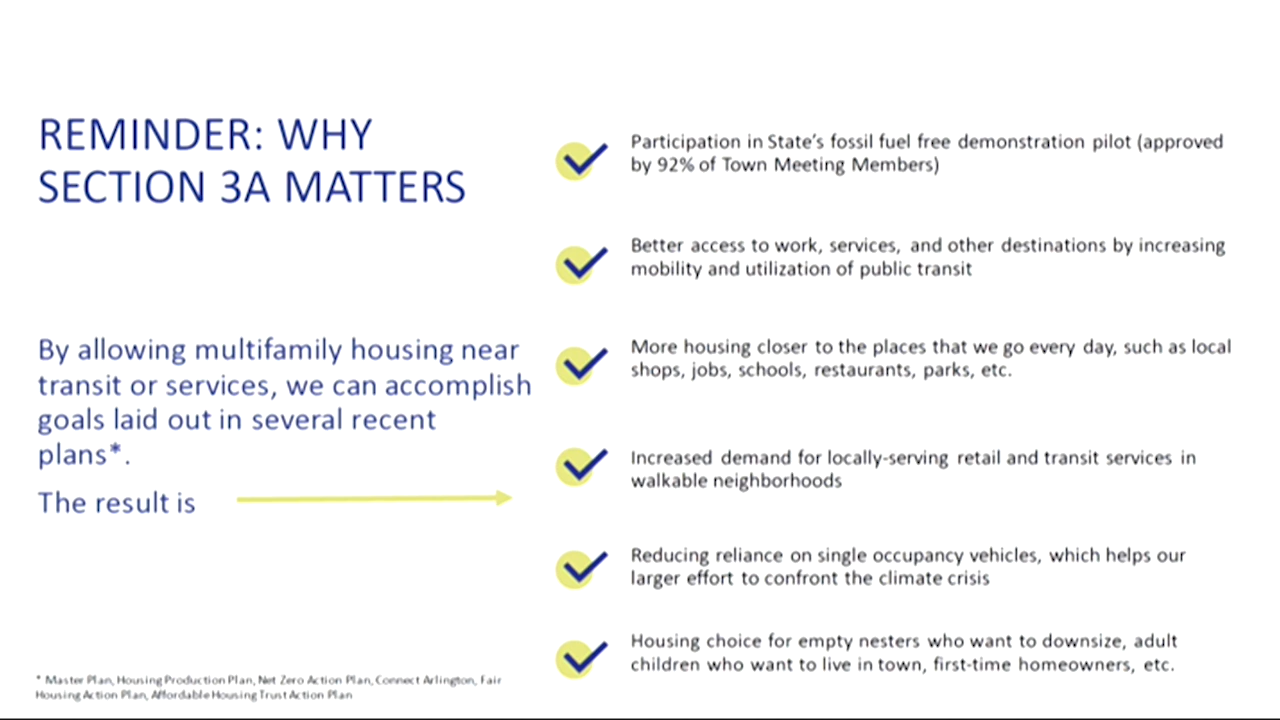 REMINDER: WHY
SECTION 3A MATTERS
By allowing multifamily housing near
transit or services, we can accomplish
goals laid out in several recent
plans*.
The result is
* Master Plan, Housing Production Plan, Net Zero Action Plan, Connect Arlington, Fair
Housing Action Plan, Affordable Housing Trust Action Plan
Participation in State's fossil fuel free demonstration pilot (approved
by 92% of Town Meeting Members)
Better access to work, services, and other destinations by increasing
mobility and utilization of public transit
More housing closer to the places that we go every day, such as local
shops, jobs, schools, restaurants, parks, etc.
Increased demand for locally-serving retail and transit services in
walkable neighborhoods
Reducing reliance on single occupancy vehicles, which helps our
larger effort to confront the climate crisis
Housing choice for empty nesters who want to downsize, adult
children who want to live in town, first-time homeowners, etc.